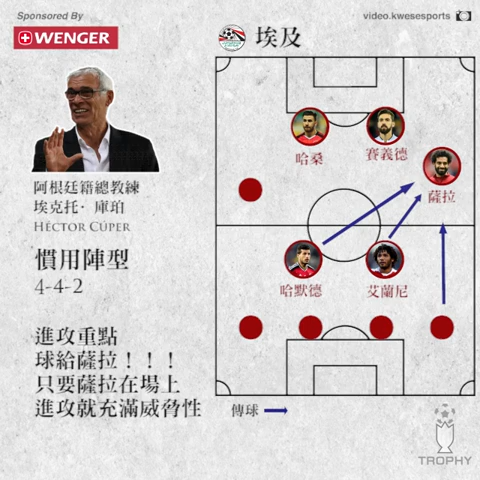 Sponsored By
WENGER
video.kwesesports
埃及
阿根廷籍總教練
埃克托·庫珀
HÉCTOR CÚPER
慣用陣型
4-4-2
進攻重點
球給薩拉！！！
只要薩拉在場上
進攻就充滿威脅性
哈桑
賽義德
薩拉
哈默德
艾蘭尼
傳球
TROPHY